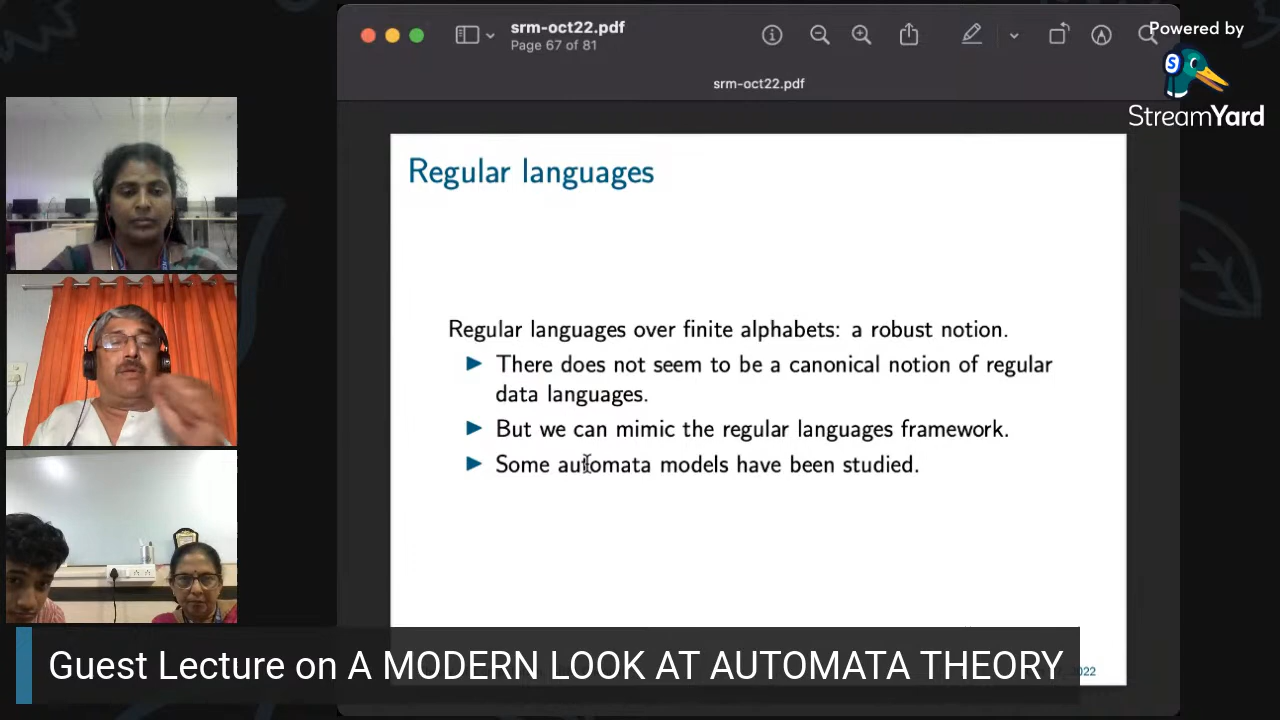 srm-oct22.pdf
Page 67 of 81
Powered by
S
StreamYard
srm-oct22.pdf
Regular languages
Regular languages over finite alphabets: a robust notion.
There does not seem to be a canonical notion of regular
data languages.
But we can mimic the regular languages framework.
Some automata models have been studied.
2022
Guest Lecture on A MODERN LOOK AT AUTOMATA THEORY